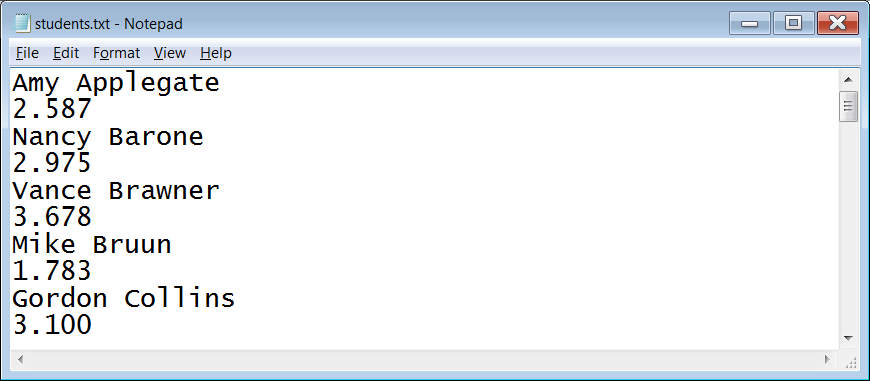 students.txt - Notepad
File Edit Format View Help
Amy Applegate
2.587
Nancy Barone
2.975
Vance Brawner
3.678
Mike Bruun
1.783
Gordon Collins
3.100